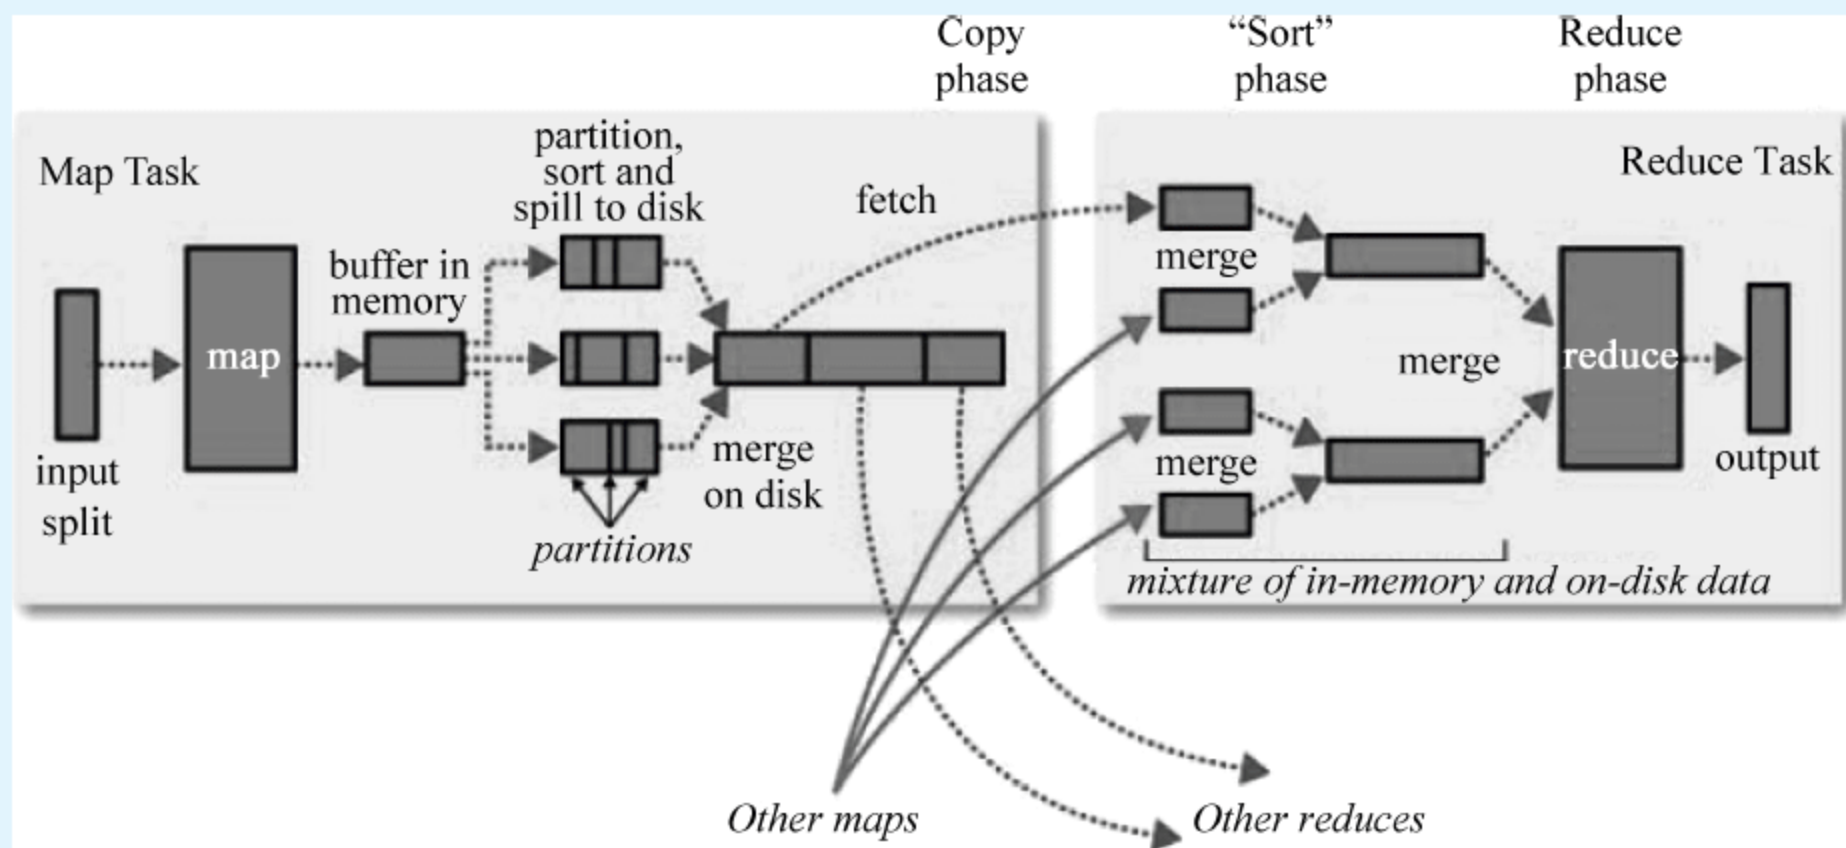 Copy
phase
“Sort”
phase
Reduce
phase
Map Task
partition,
sort and
spill to disk
fetch
buffer in
memory
map
input
split
merge
on disk
partitions
Reduce Task
merge
merge
merge
reduce
output
mixture of in-memory and on-disk data
Other maps
Other reduces